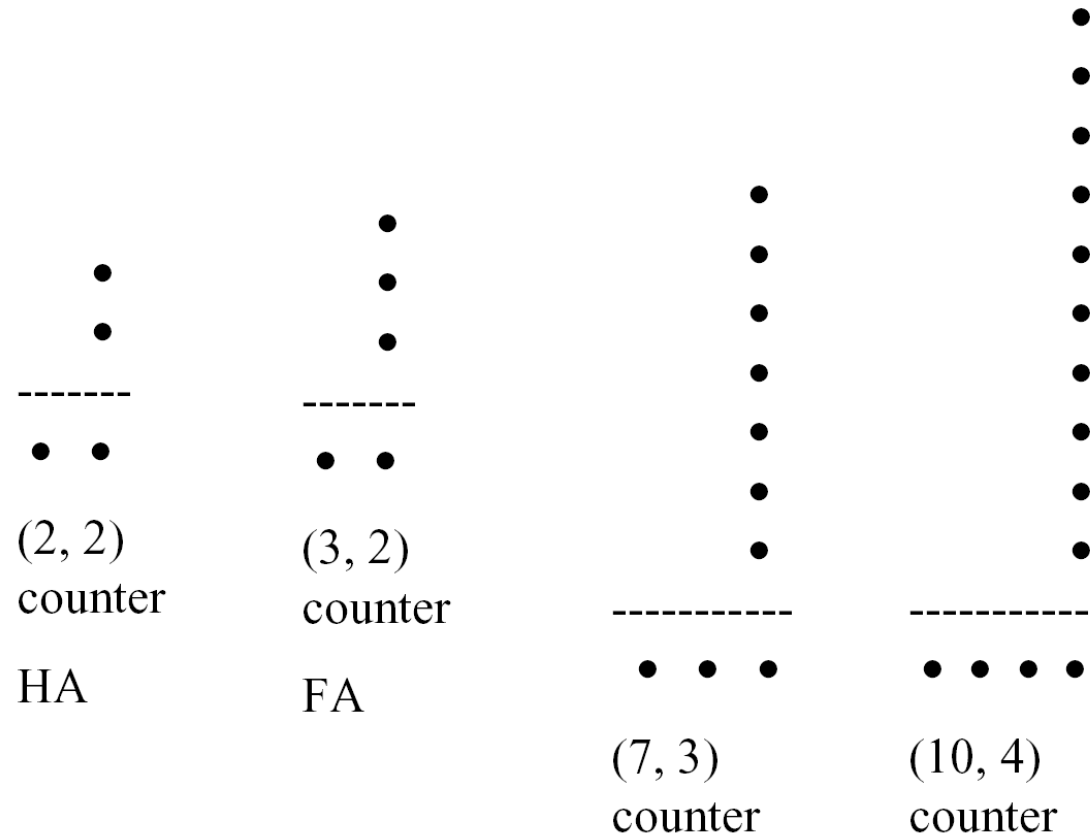 (2, 2)
counter
HA
(3, 2)
counter
FA
(7, 3)
counter
(10, 4)
counter